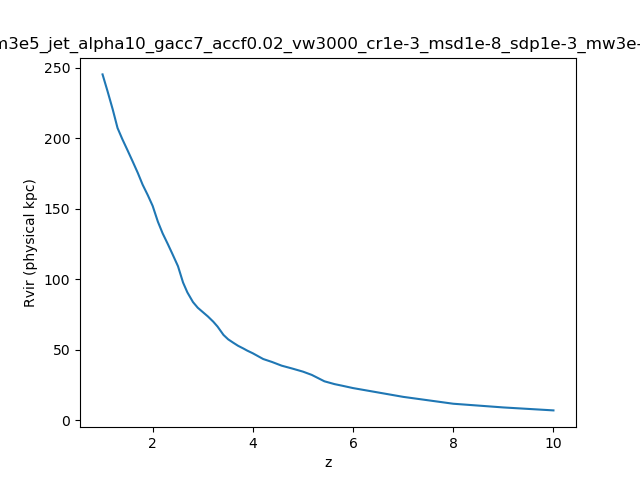 m3e5_jet_alpha10_gacc7_accf0.02_vw3000_cr1e-3_msd1e-8_sdp1e-3_mw3e-
250
200
150
100
50
0
Rvir (physical kpc)
2 4 6 8 10
z